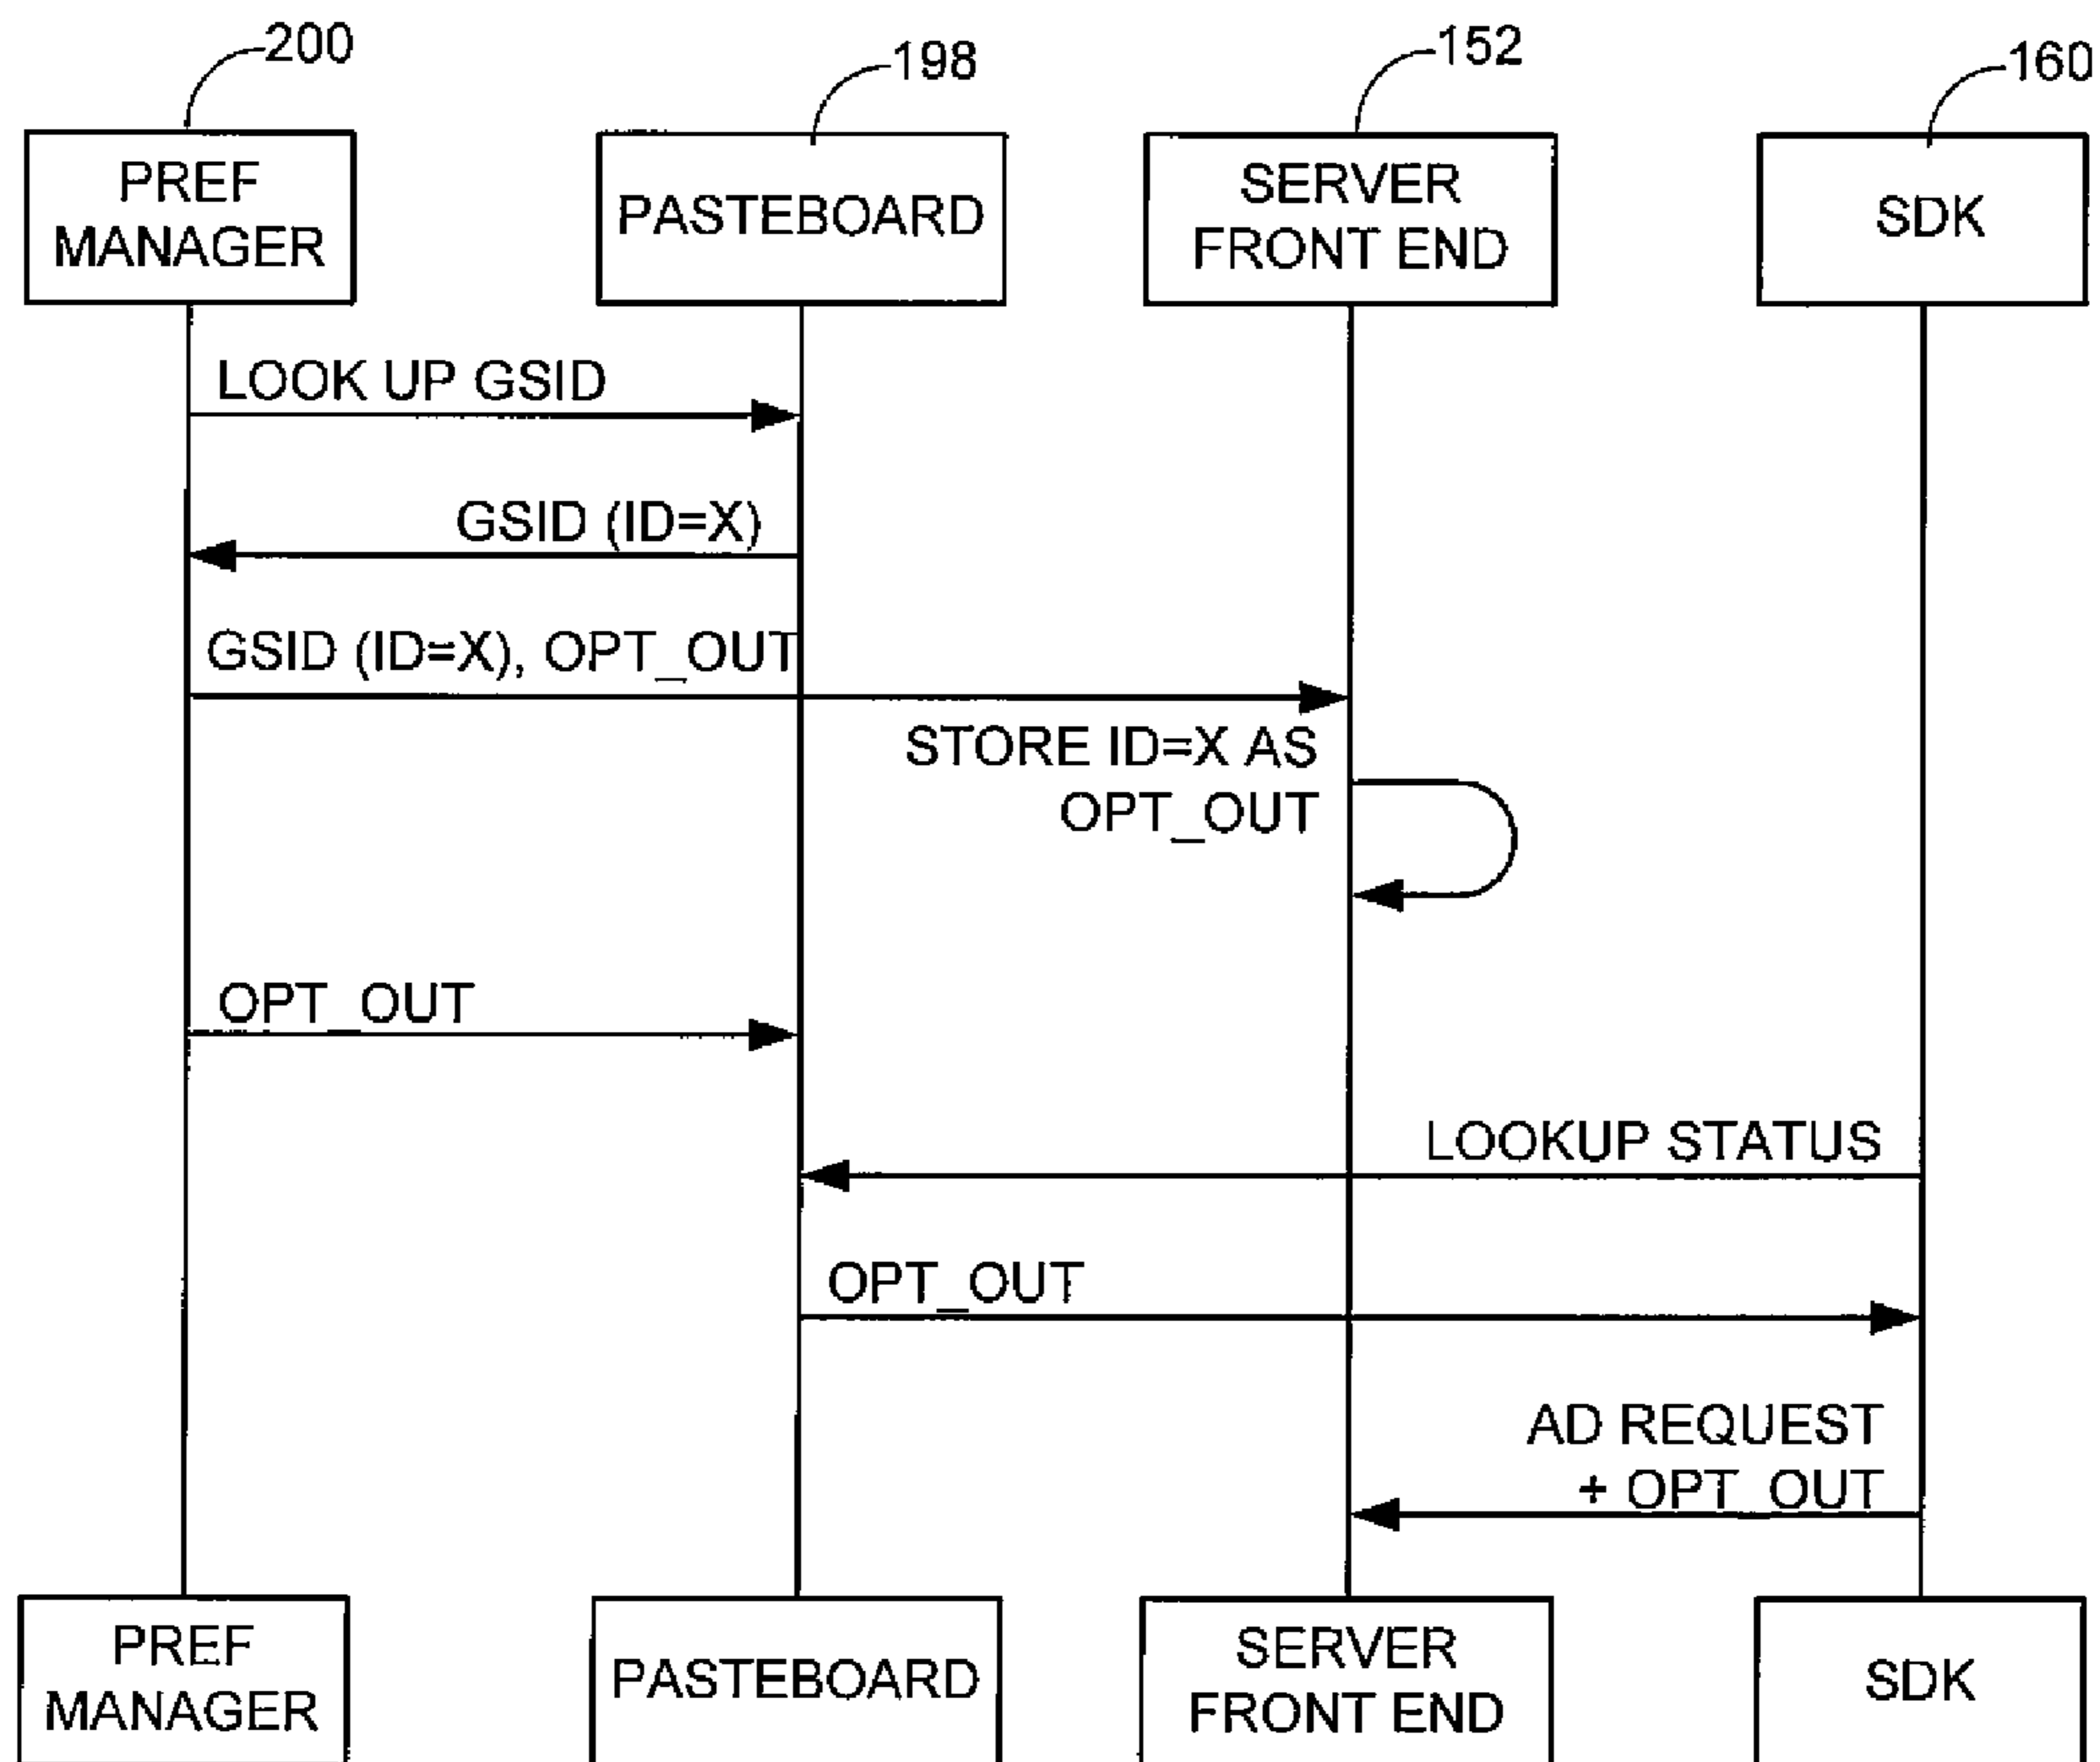 200
198
152
160
PREF
MANAGER
PASTEBOARD
SERVER
FRONT END
SDK
LOOK UP GSID
GSID (ID=X)
GSID (ID=X), OPT_OUT
STORE ID=X AS
OPT_OUT
OPT_OUT
LOOKUP STATUS
OPT_OUT
AD REQUEST
+ OPT_OUT
PREF
MANAGER
PASTEBOARD
SERVER
FRONT END
SDK